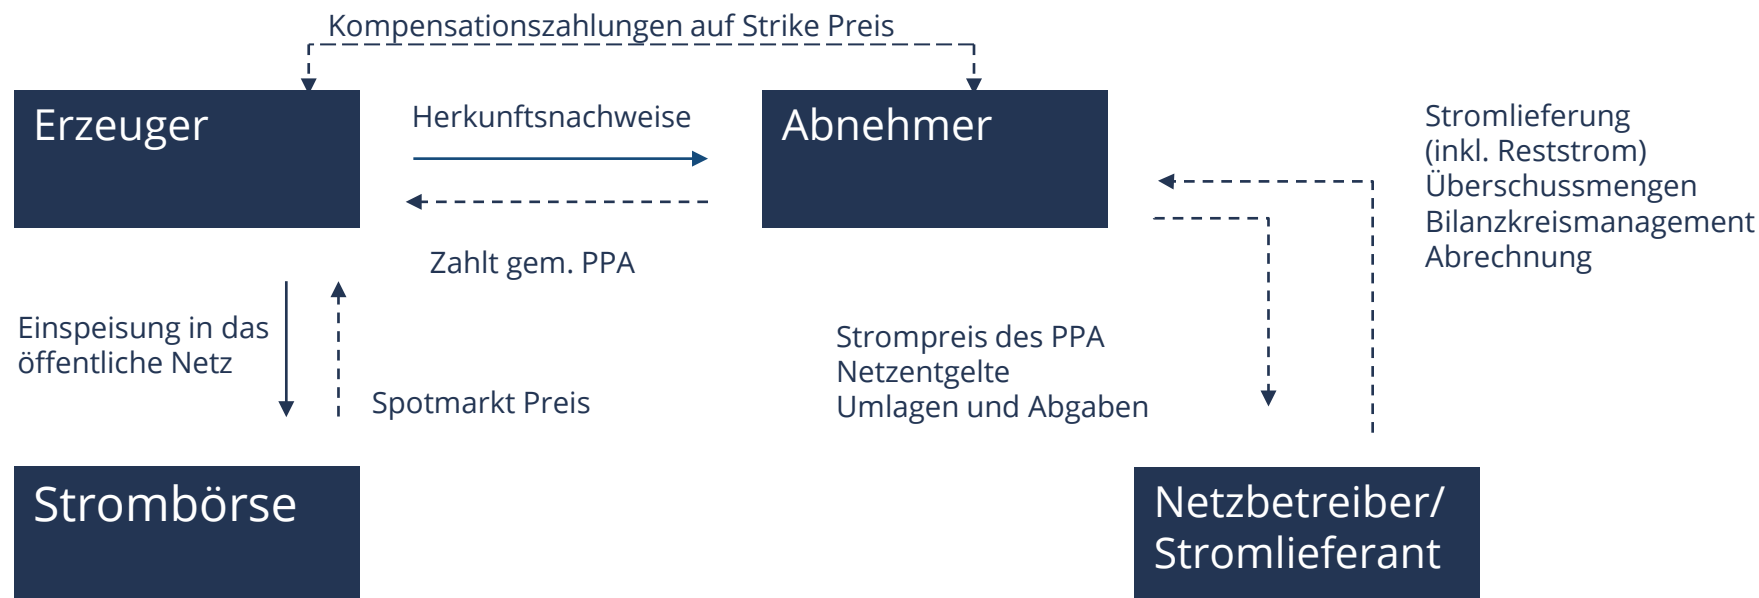 Kompensationszahlungen auf Strike Preis
Erzeuger
Herkunftsnachweise
Abnehmer
Zahlt gem. PPA
Stromlieferung
(inkl. Reststrom)
Überschussmengen
Bilanzkreismanagement
Abrechnung
Einspeisung in das
öffentliche Netz
Spotmarkt Preis
Strompreis des PPA
Netzentgelte
Umlagen und Abgaben
Strombörse
Netzbetreiber/
Stromlieferant